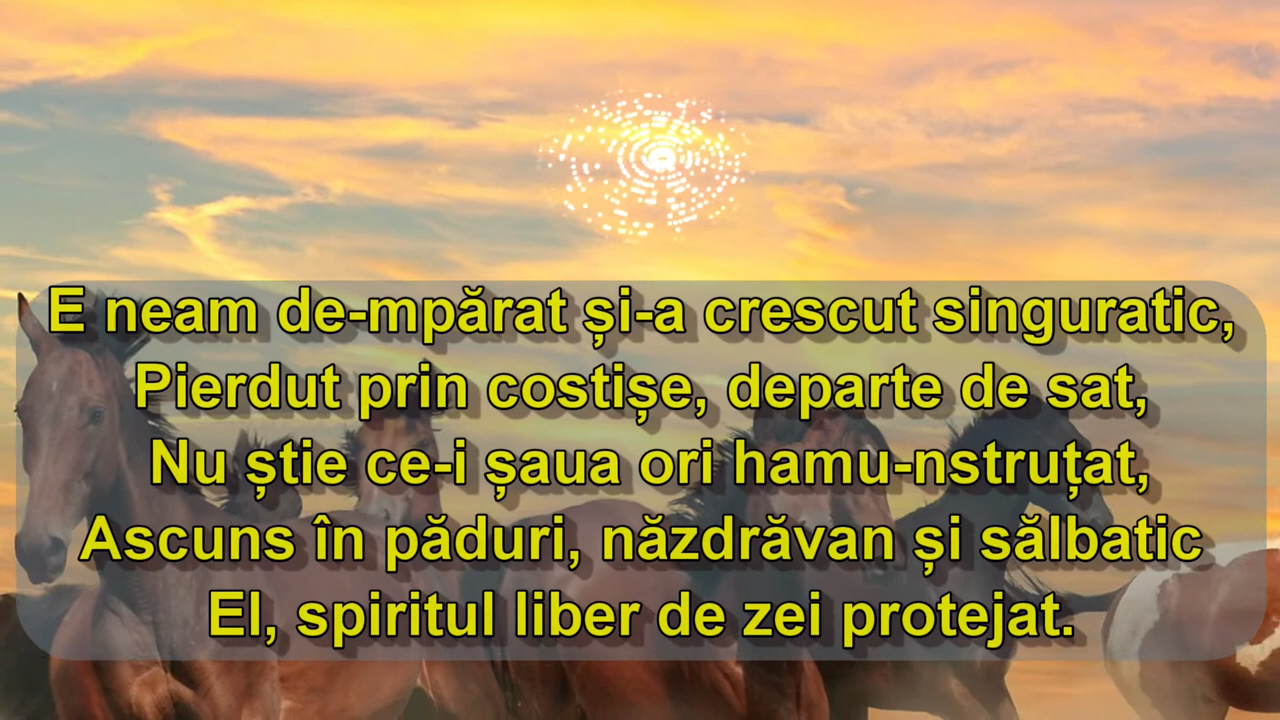 E neam de-mpărat și-a crescut singuratic,
Pierdut prin costișe, departe de sat,
Nu știe ce-i șaua ori hamu-nstruțat,
Ascuns în păduri, năzdrăvan și sălbatic
El, spiritul liber de zei protejat.